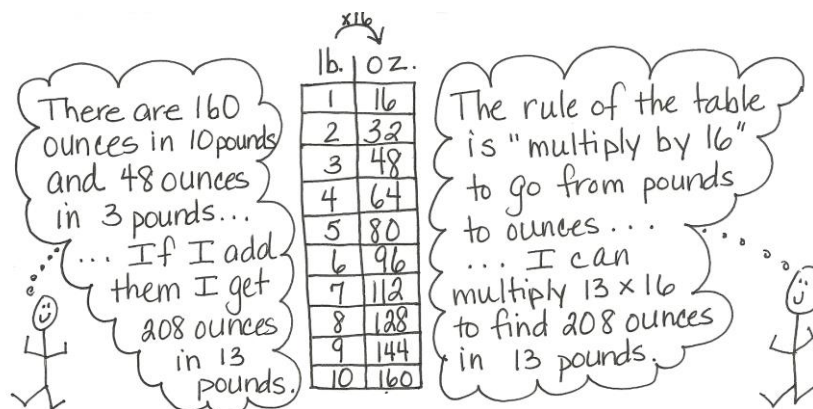 There are 160
ounces in 10 pounds
and 48 ounces
in 3 pounds...
... If I add
them I get
208 ounces
in 13
pounds.
x16
lb. oz.
1 16
2 32
3 48
4 64
5 80
6 96
7 112
8 128
9 144
10 160
The rule of the table
is "multiply by 16"
to go from pounds
to ounces...
... I can
multiply 13 x 16
to find 208 ounces
in 13 pounds.